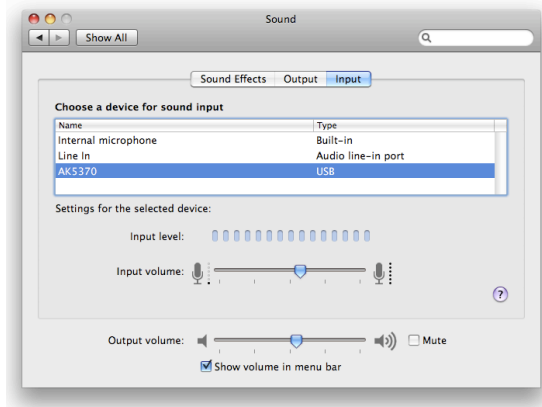 Sound
Show All
Sound Effects Output Input
Choose a device for sound input
Name Type
Internal microphone Built-in
Line In Audio line-in port
AK5370 USB
Settings for the selected device:
Input level:
Input volume:
?
Output volume: Mute
Show volume in menu bar